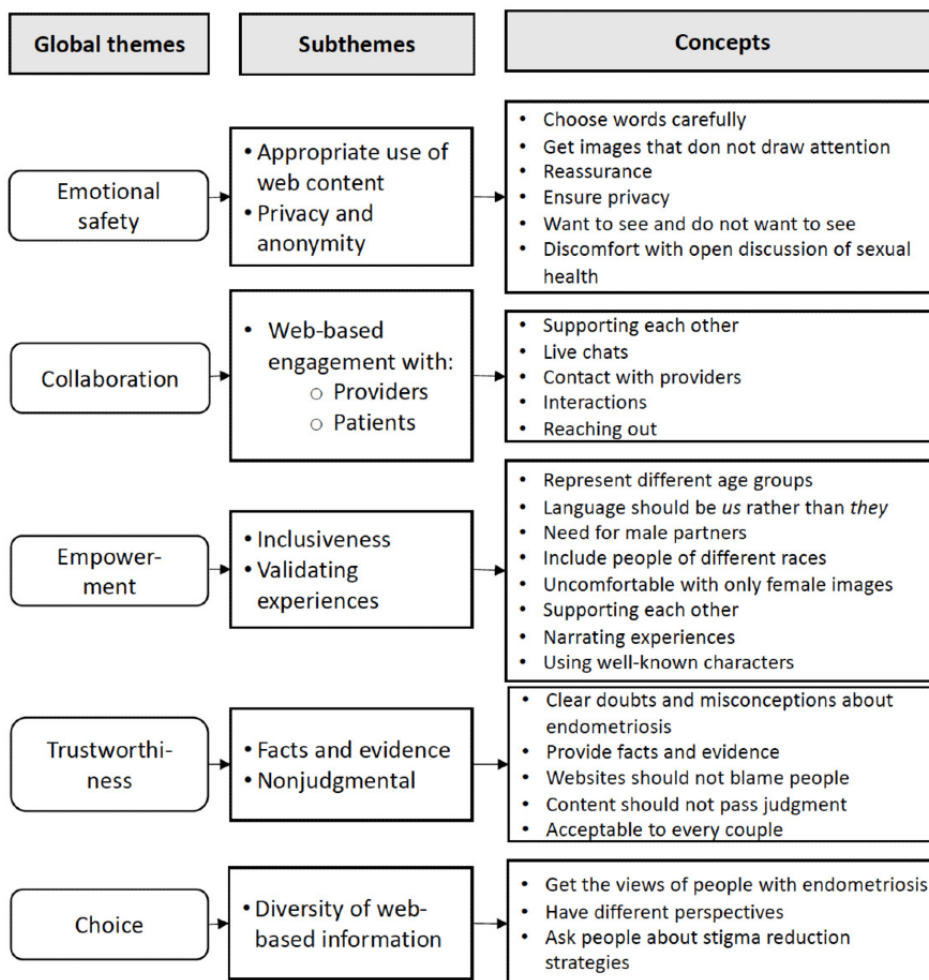 Global themes
Subthemes
Concepts
Emotional
safety
• Appropriate use of
web content
• Privacy and
anonymity
• Choose words carefully
• Get images that don not draw attention
• Reassurance
• Ensure privacy
• Want to see and do not want to see
• Discomfort with open discussion of sexual
health
Collaboration
• Web-based
engagement with:
○ Providers
○ Patients
• Supporting each other
• Live chats
• Contact with providers
• Interactions
• Reaching out
Empower-
ment
• Inclusiveness
• Validating
experiences
• Represent different age groups
• Language should be us rather than they
• Need for male partners
• Include people of different races
• Uncomfortable with only female images
• Supporting each other
• Narrating experiences
• Using well-known characters
Trustworthi-
ness
• Facts and evidence
• Nonjudgmental
• Clear doubts and misconceptions about
endometriosis
• Provide facts and evidence
• Websites should not blame people
• Content should not pass judgment
• Acceptable to every couple
Choice
• Diversity of web-
based information
• Get the views of people with endometriosis
• Have different perspectives
• Ask people about stigma reduction
strategies